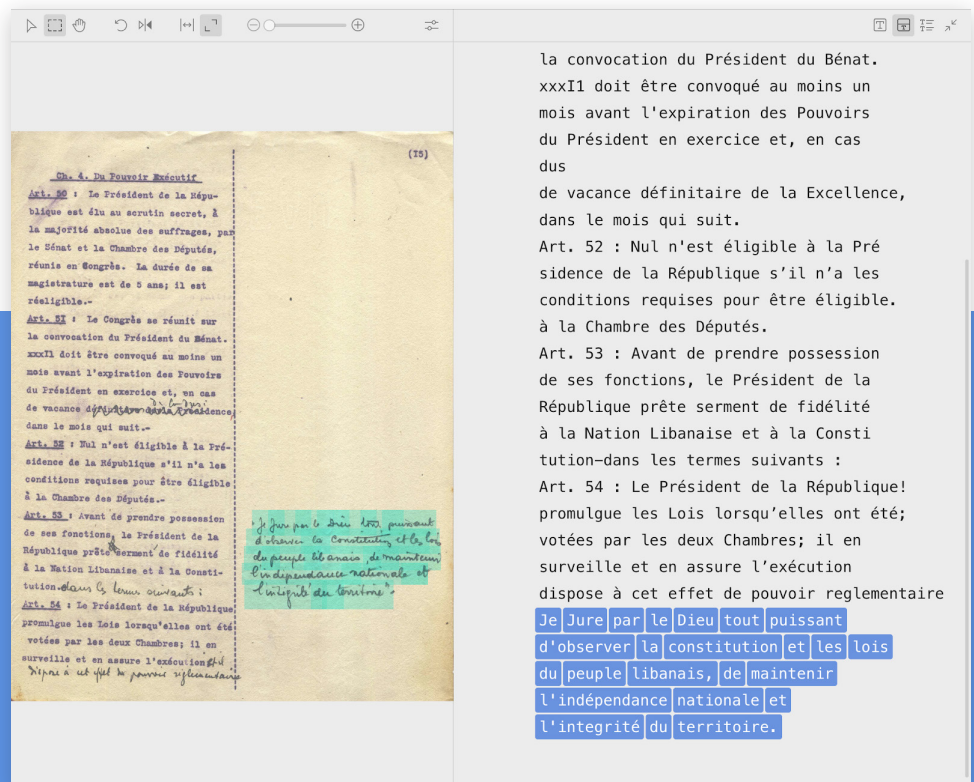 (I5)
Ch. 4. Du Pouvoir Exécutif
Art. 50 : Le Président de la Répu-
blique est élu au scrutin secret, à
la majorité absolue des suffrages, par
le Sénat et la Chambre des Députés,
réunis en Congrès. La durée de sa
magistrature est de 5 ans; il est
rééligible.-
Art. 5I : Le Congrès se réunit sur
la convocation du Président du Sénat.
xxxIl doit être convoqué au moins un
mois avant l'expiration des Pouvoirs
du Président en exercice et, en cas
de vacance
dans le mois qui suit.-
Art. 52 : Nul n'est éligible à la Pré-
sidence de la République s'il n'a les
conditions requises pour être éligible
à la Chambre des Députés.-
Art. 53 : Avant de prendre possession
de ses fonctions, le Président de la
République prête serment de fidélité
à la Nation Libanaise et à la Consti-
tution-dans les termes suivants :
Art. 54 : Le Président de la République
promulgue les Lois lorsqu'elles ont été
votées par les deux Chambres; il en
surveille et en assure l'exécution et il
dispose à cet effet du pouvoir reglementaire
"Je Jure par le Dieu tout puissant
d'observer la Constitution et les lois
du peuple libanais, de maintenir
l'independance nationale et
l'intégrité du territoire".
la convocation du Président du Bénat.
xxxI1 doit être convoqué au moins un
mois avant l'expiration des Pouvoirs
du Président en exercice et, en cas
dus
de vacance définitaire de la Excellence,
dans le mois qui suit.
Art. 52 : Nul n'est éligible à la Pré
sidence de la République s’il n’a les
conditions requises pour être éligible.
à la Chambre des Députés.
Art. 53 : Avant de prendre possession
de ses fonctions, le Président de la
République prête serment de fidélité
à la Nation Libanaise et à la Consti
tution—dans les termes suivants :
Art. 54 : Le Président de la République!
promulgue les Lois lorsqu’elles ont été;
votées par les deux Chambres; il en
surveille et en assure l’exécution
dispose à cet effet de pouvoir reglementaire
Je Jure par le Dieu tout puissant
d'observer la constitution et les lois
du peuple libanais, de maintenir
l'indépendance nationale et
l'integrité du territoire.